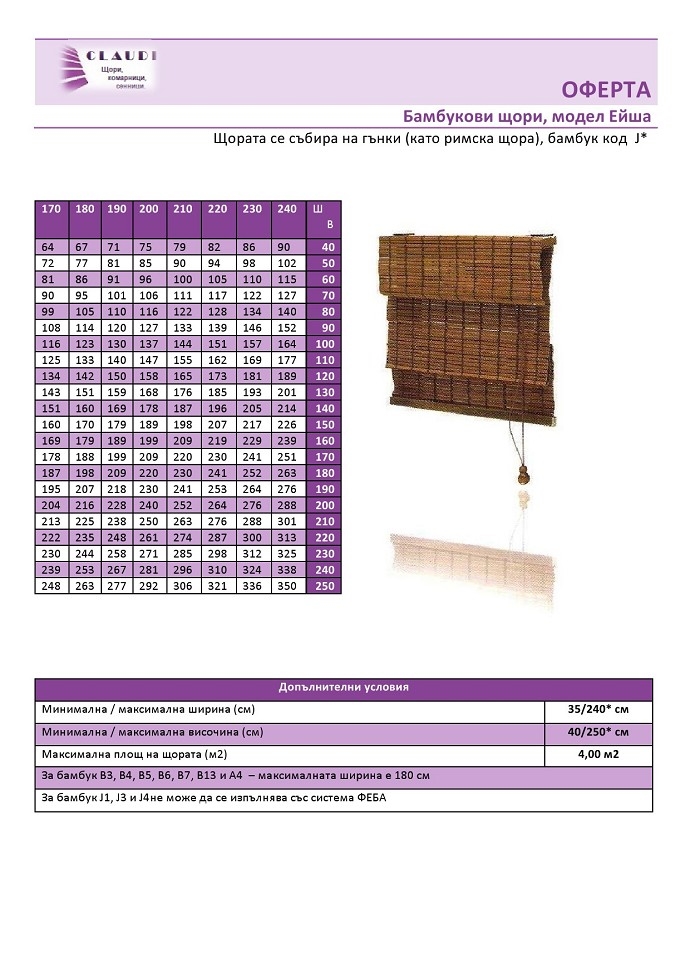 CLAUDI
Щори,
комарници,
сенници.
ОФЕРТА
Бамбукови щори, модел Ейша
Щората се събира на гънки (като римска щора), бамбук код J*
170 180 190 200 210 220 230 240 Ш
В
64 67 71 75 79 82 86 90 40
72 77 81 85 90 94 98 102 50
81 86 91 96 100 105 110 115 60
90 95 101 106 111 117 122 127 70
99 105 110 116 122 128 134 140 80
108 114 120 127 133 139 146 152 90
116 123 130 137 144 151 157 164 100
125 133 140 147 155 162 169 177 110
134 142 150 158 165 173 181 189 120
143 151 159 168 176 185 193 201 130
151 160 169 178 187 196 205 214 140
160 170 179 189 198 207 217 226 150
169 179 189 199 209 219 229 239 160
178 188 199 209 220 230 241 251 170
187 198 209 220 230 241 252 263 180
195 207 218 230 241 253 264 276 190
204 216 228 240 252 264 276 288 200
213 225 238 250 263 276 288 301 210
222 235 248 261 274 287 300 313 220
230 244 258 271 285 298 312 325 230
239 253 267 281 296 310 324 338 240
248 263 277 292 306 321 336 350 250
Допълнителни условия
Минимална / максимална ширина (см) 35/240* см
Минимална / максимална височина (см) 40/250* см
Максимална площ на щората (м2) 4,00 м2
За бамбук В3, В4, В5, В6, В7, В13 и А4 – максималната ширина е 180 см
За бамбук J1, J3 и J4не може да се изпълнява със система ФЕБА